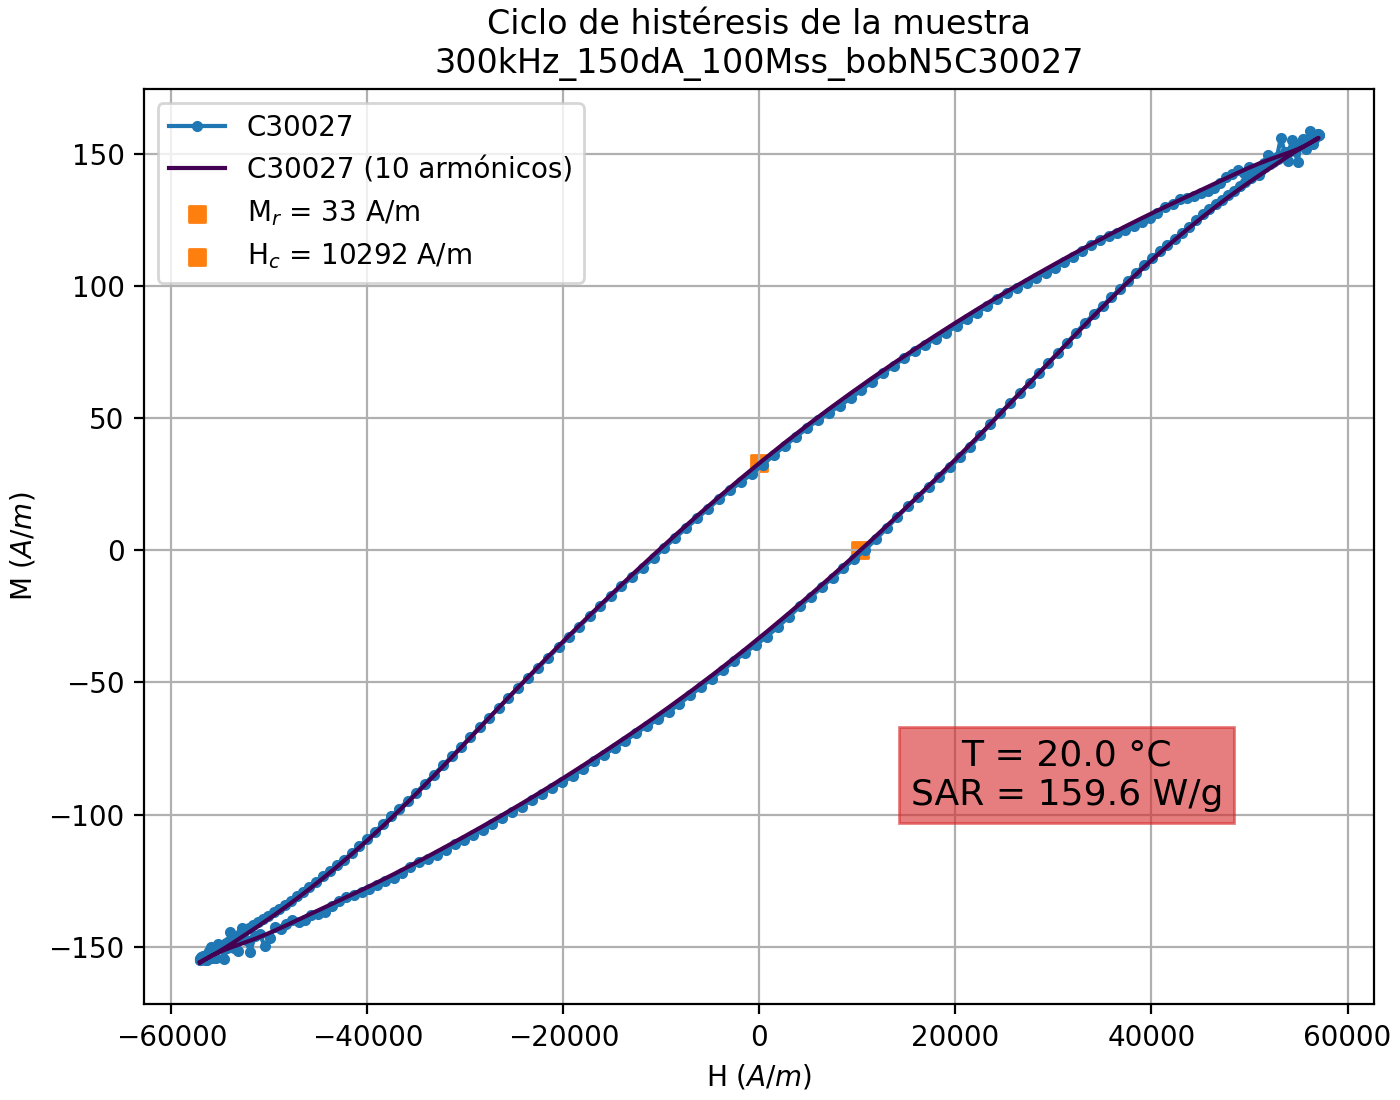 Ciclo de histéresis de la muestra
300kHz_150dA_100Mss_bobN5C30027
C30027
C30027 (10 armónicos)
Mᵣ = 33 A/m
H_c = 10292 A/m
150
100
50
0
−50
−100
−150
M (A/m)
T = 20.0 °C
SAR = 159.6 W/g
−60000 −40000 −20000 0 20000 40000 60000
H (A/m)